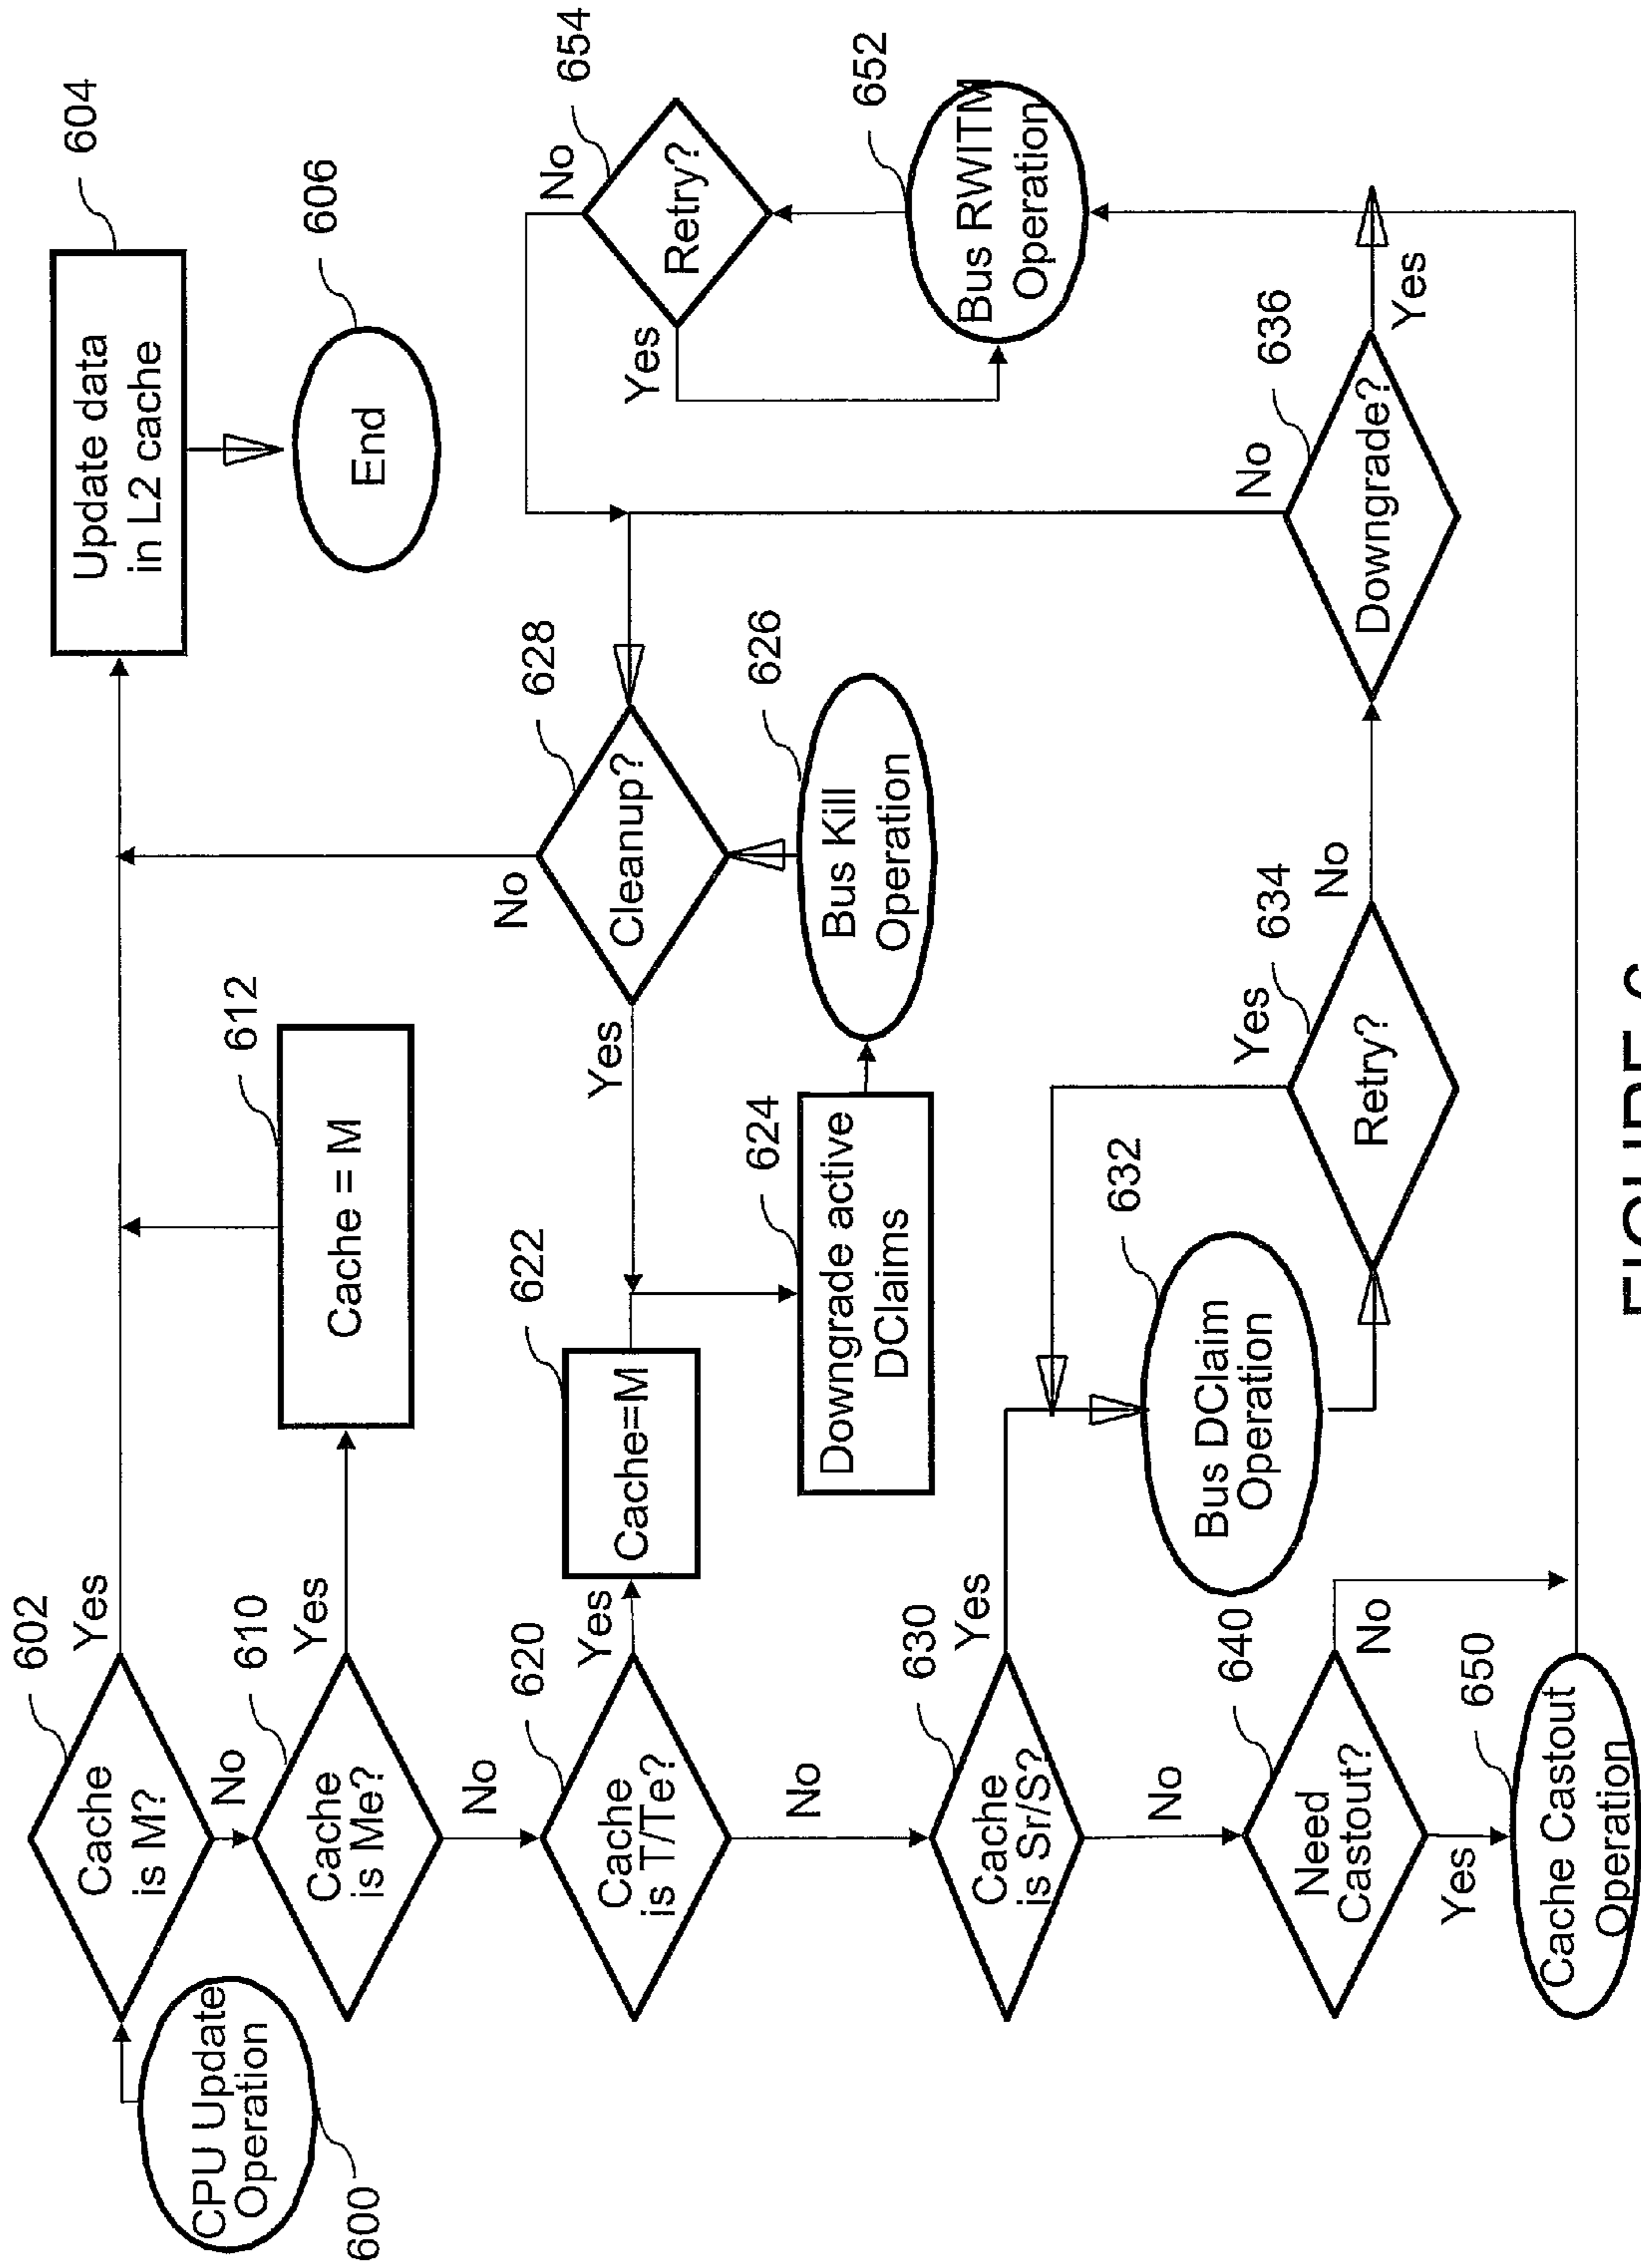 600
CPU Update
Operation
602
Cache
is M?
Yes
No
604
Update data
in L2 cache
606
End
610
Cache
is Me?
Yes
No
612
Cache = M
620
Cache
is T/Te?
Yes
No
622
Cache=M
624
Downgrade active
DClaims
626
Bus Kill
Operation
628
Cleanup?
Yes
No
630
Cache
is Sr/S?
Yes
No
632
Bus DClaim
Operation
634
Retry?
Yes
No
636
Downgrade?
No
Yes
640
Need
Castout?
No
Yes
650
Cache Castout
Operation
652
Bus RWITM
Operation
654
Retry?
No
Yes